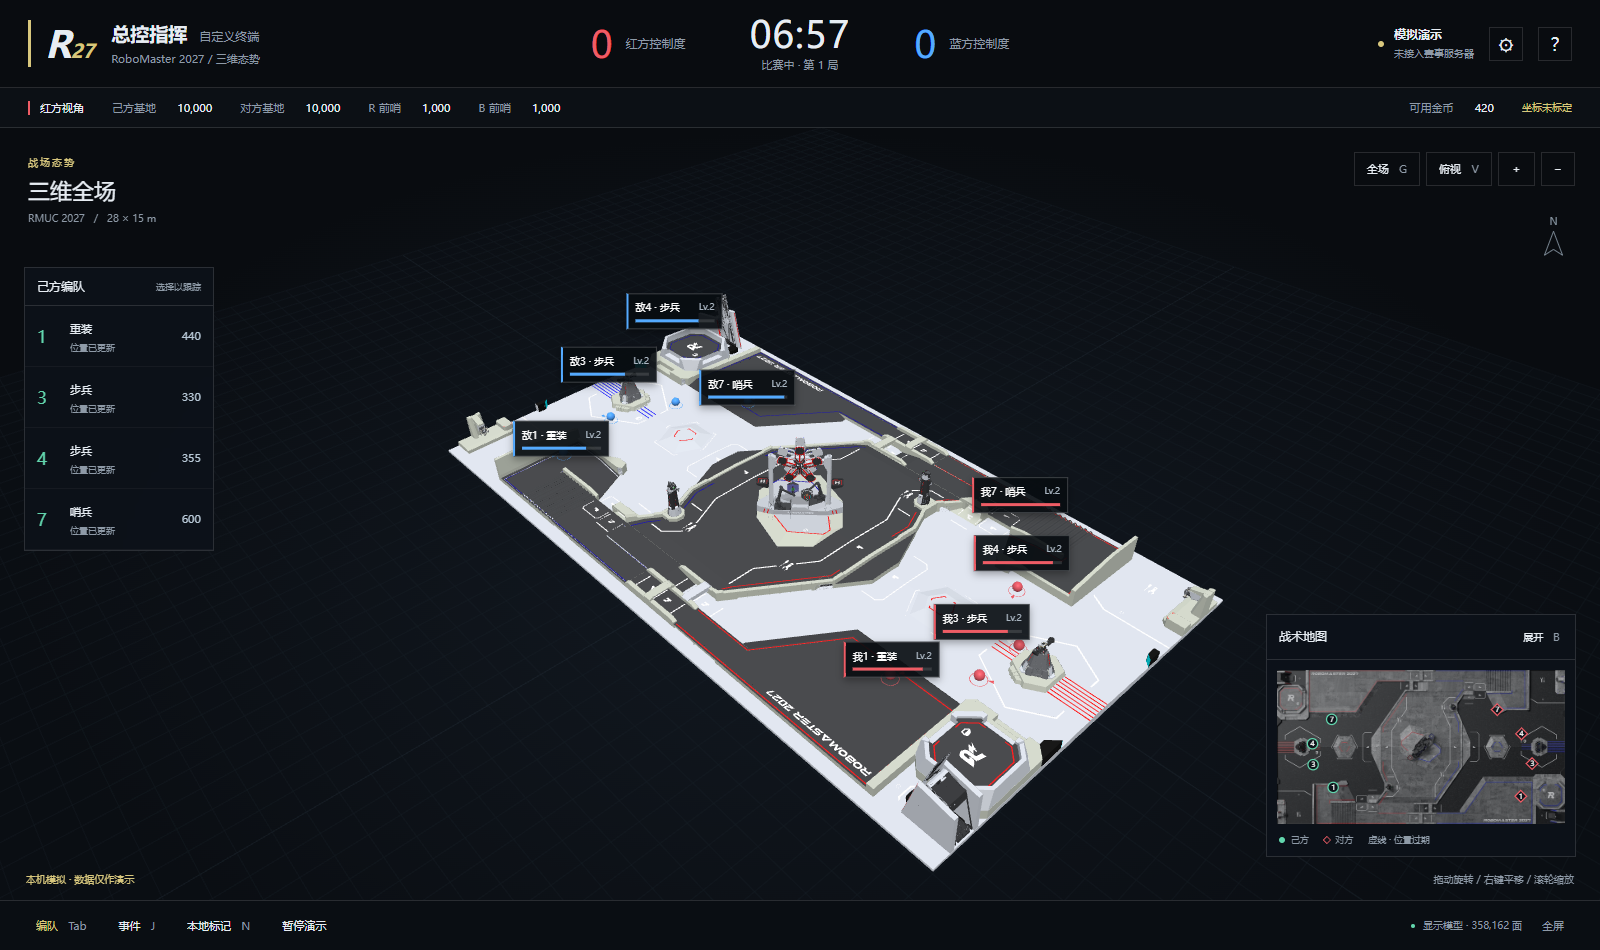 R27
总控指挥 自定义终端
RoboMaster 2027 / 三维态势
0 红方控制度
06:57
比赛中 · 第 1 局
0 蓝方控制度
模拟演示
未接入赛事服务器
?
红方视角 己方基地 10,000 对方基地 10,000 R 前哨 1,000 B 前哨 1,000
可用金币 420 坐标未标定
战场态势
三维全场
RMUC 2027 / 28 × 15 m
全场 G
俯视 V
+
−
N
己方编队 选择以跟踪
1 重装 440
位置已更新
3 步兵 330
位置已更新
4 步兵 355
位置已更新
7 哨兵 600
位置已更新
敌4 · 步兵 Lv.2
敌3 · 步兵 Lv.2
敌7 · 哨兵 Lv.2
敌1 · 重装 Lv.2
我7 · 哨兵 Lv.2
我4 · 步兵 Lv.2
我3 · 步兵 Lv.2
我1 · 重装 Lv.2
ROBOMASTER 2027
R
战术地图 展开 B
7
4
3
1
7
4
3
1
己方 对方 虚线 · 位置过期
本机模拟 · 数据仅作演示
拖动旋转 / 右键平移 / 滚轮缩放
编队 Tab 事件 J 本地标记 N 暂停演示
显示模型 · 358,162 面 全屏